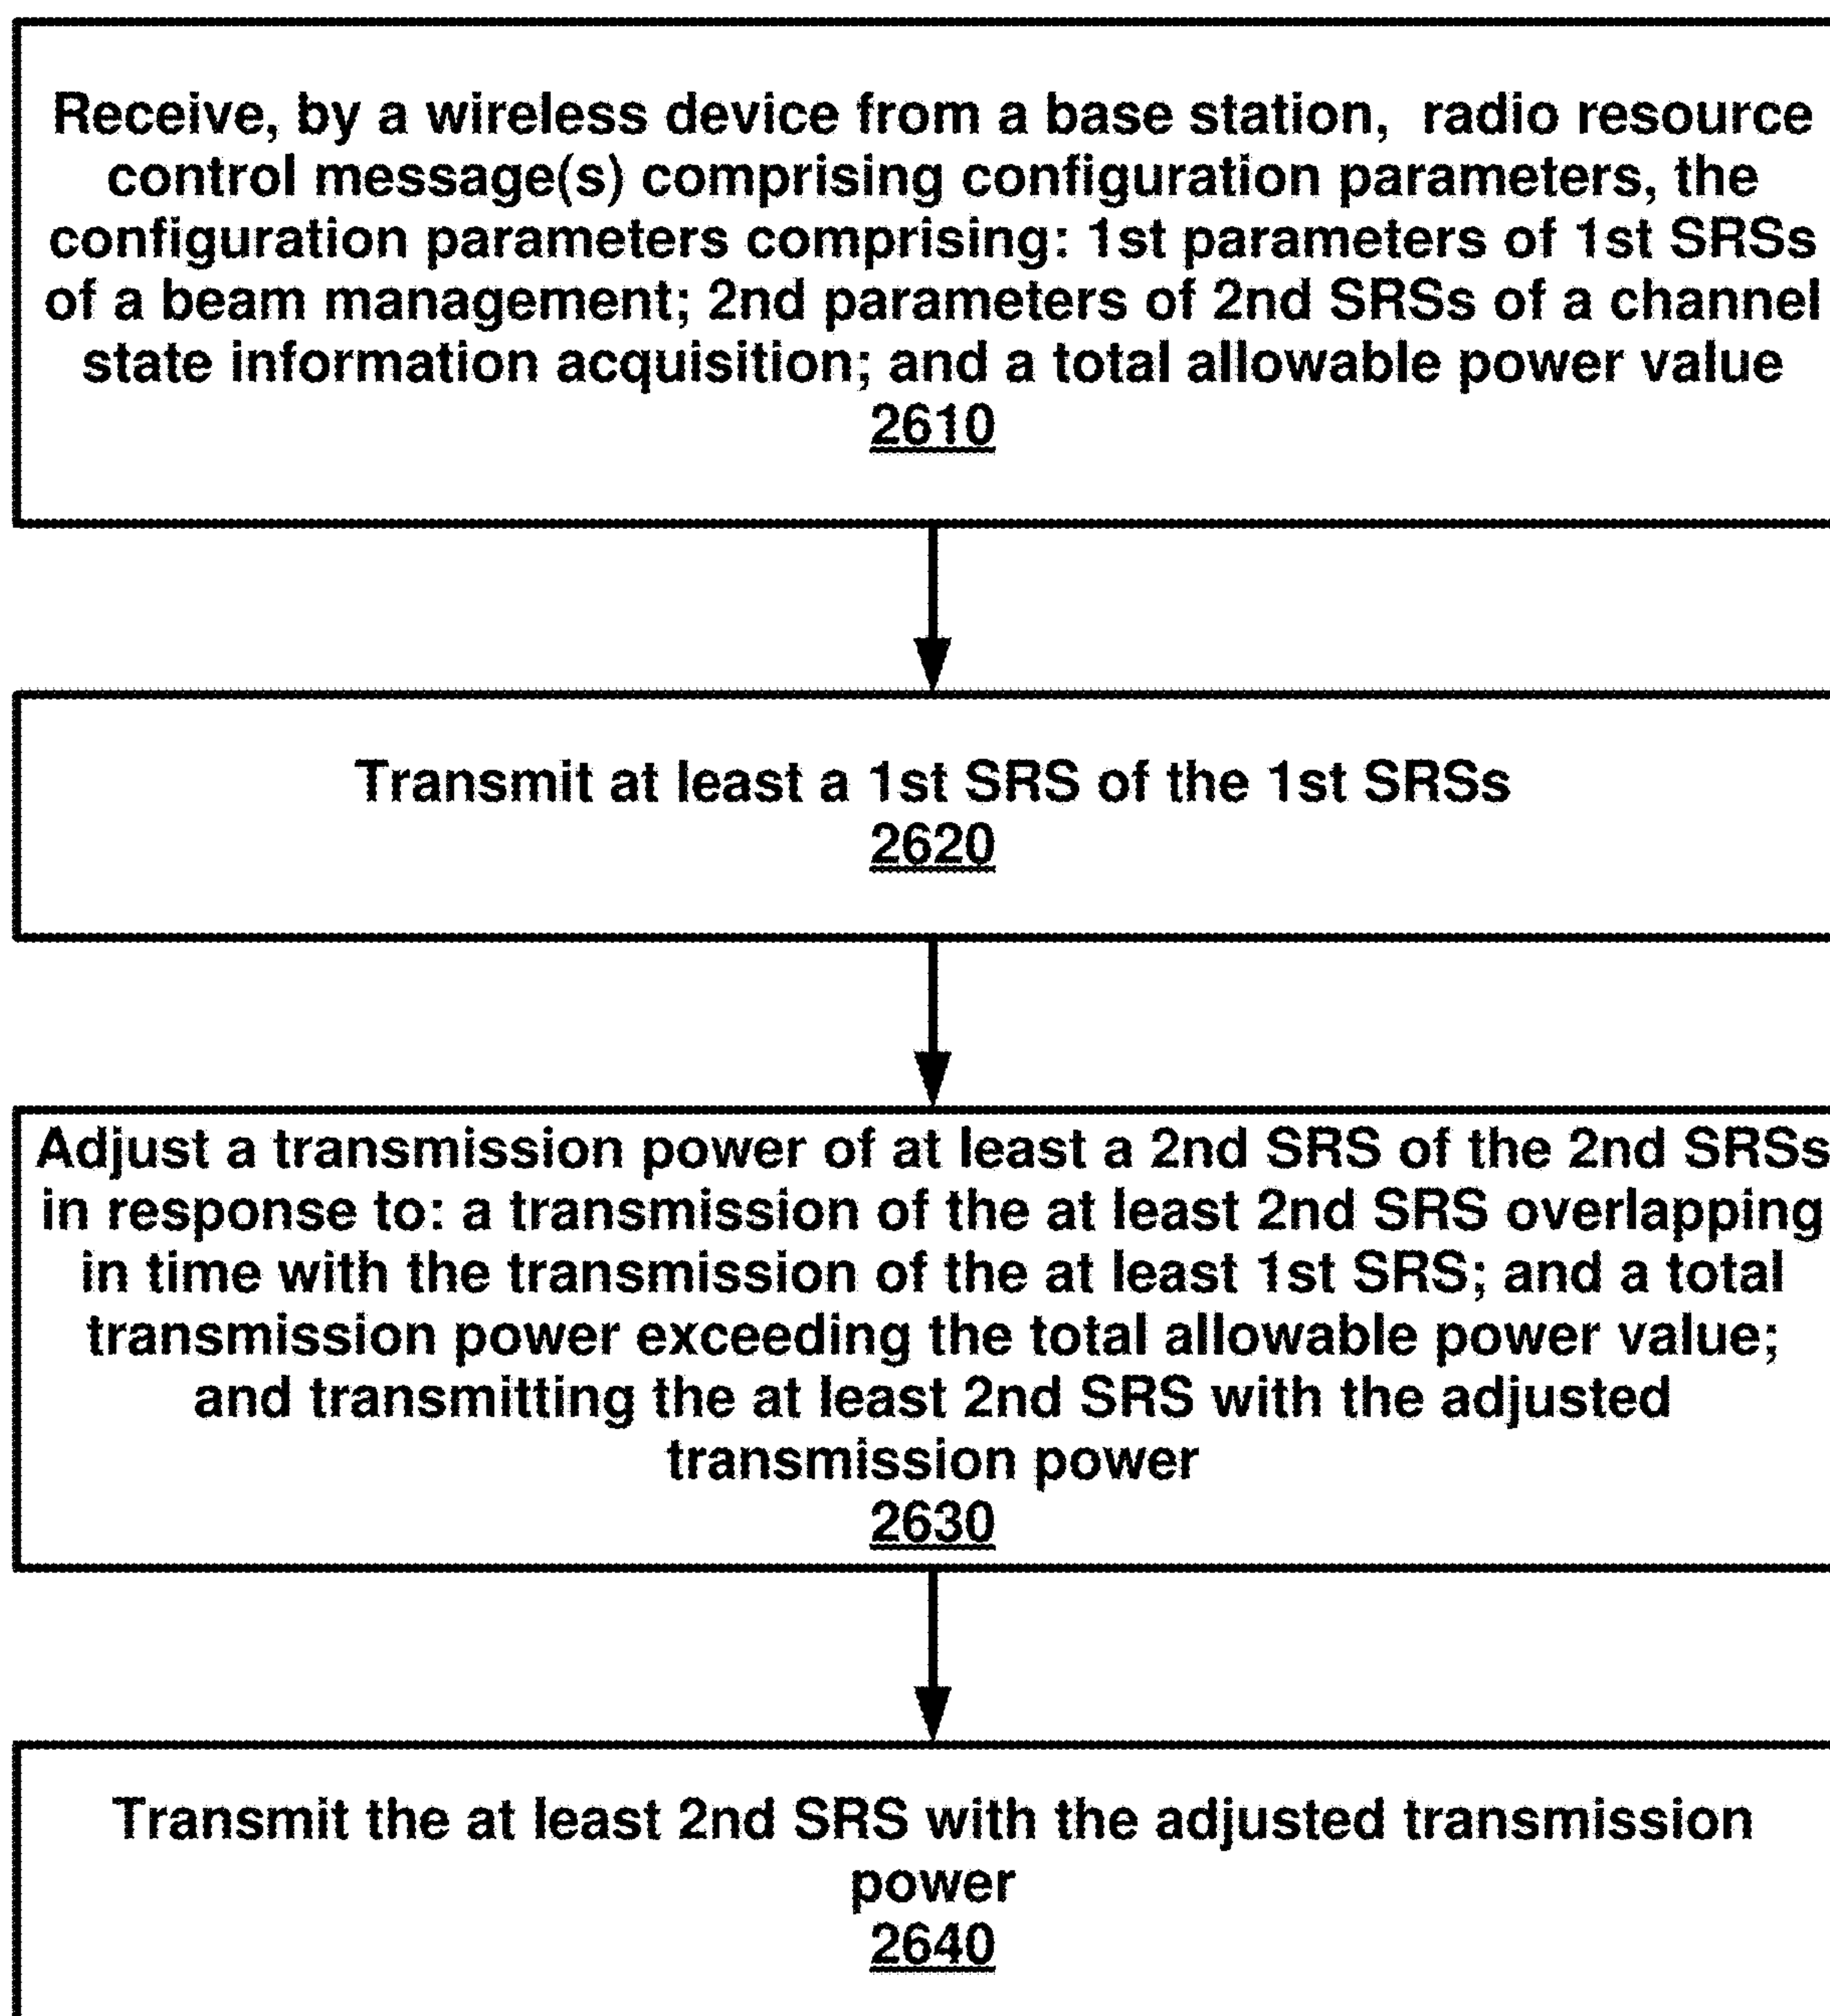 Receive, by a wireless device from a base station,  radio resource
control message(s) comprising configuration parameters, the
configuration parameters comprising: 1st parameters of 1st SRSs
of a beam management; 2nd parameters of 2nd SRSs of a channel
state information acquisition; and a total allowable power value
2610
Transmit at least a 1st SRS of the 1st SRSs
2620
Adjust a transmission power of at least a 2nd SRS of the 2nd SRSs
in response to: a transmission of the at least 2nd SRS overlapping
in time with the transmission of the at least 1st SRS; and a total
transmission power exceeding the total allowable power value;
and transmitting the at least 2nd SRS with the adjusted
transmission power
2630
Transmit the at least 2nd SRS with the adjusted transmission
power
2640